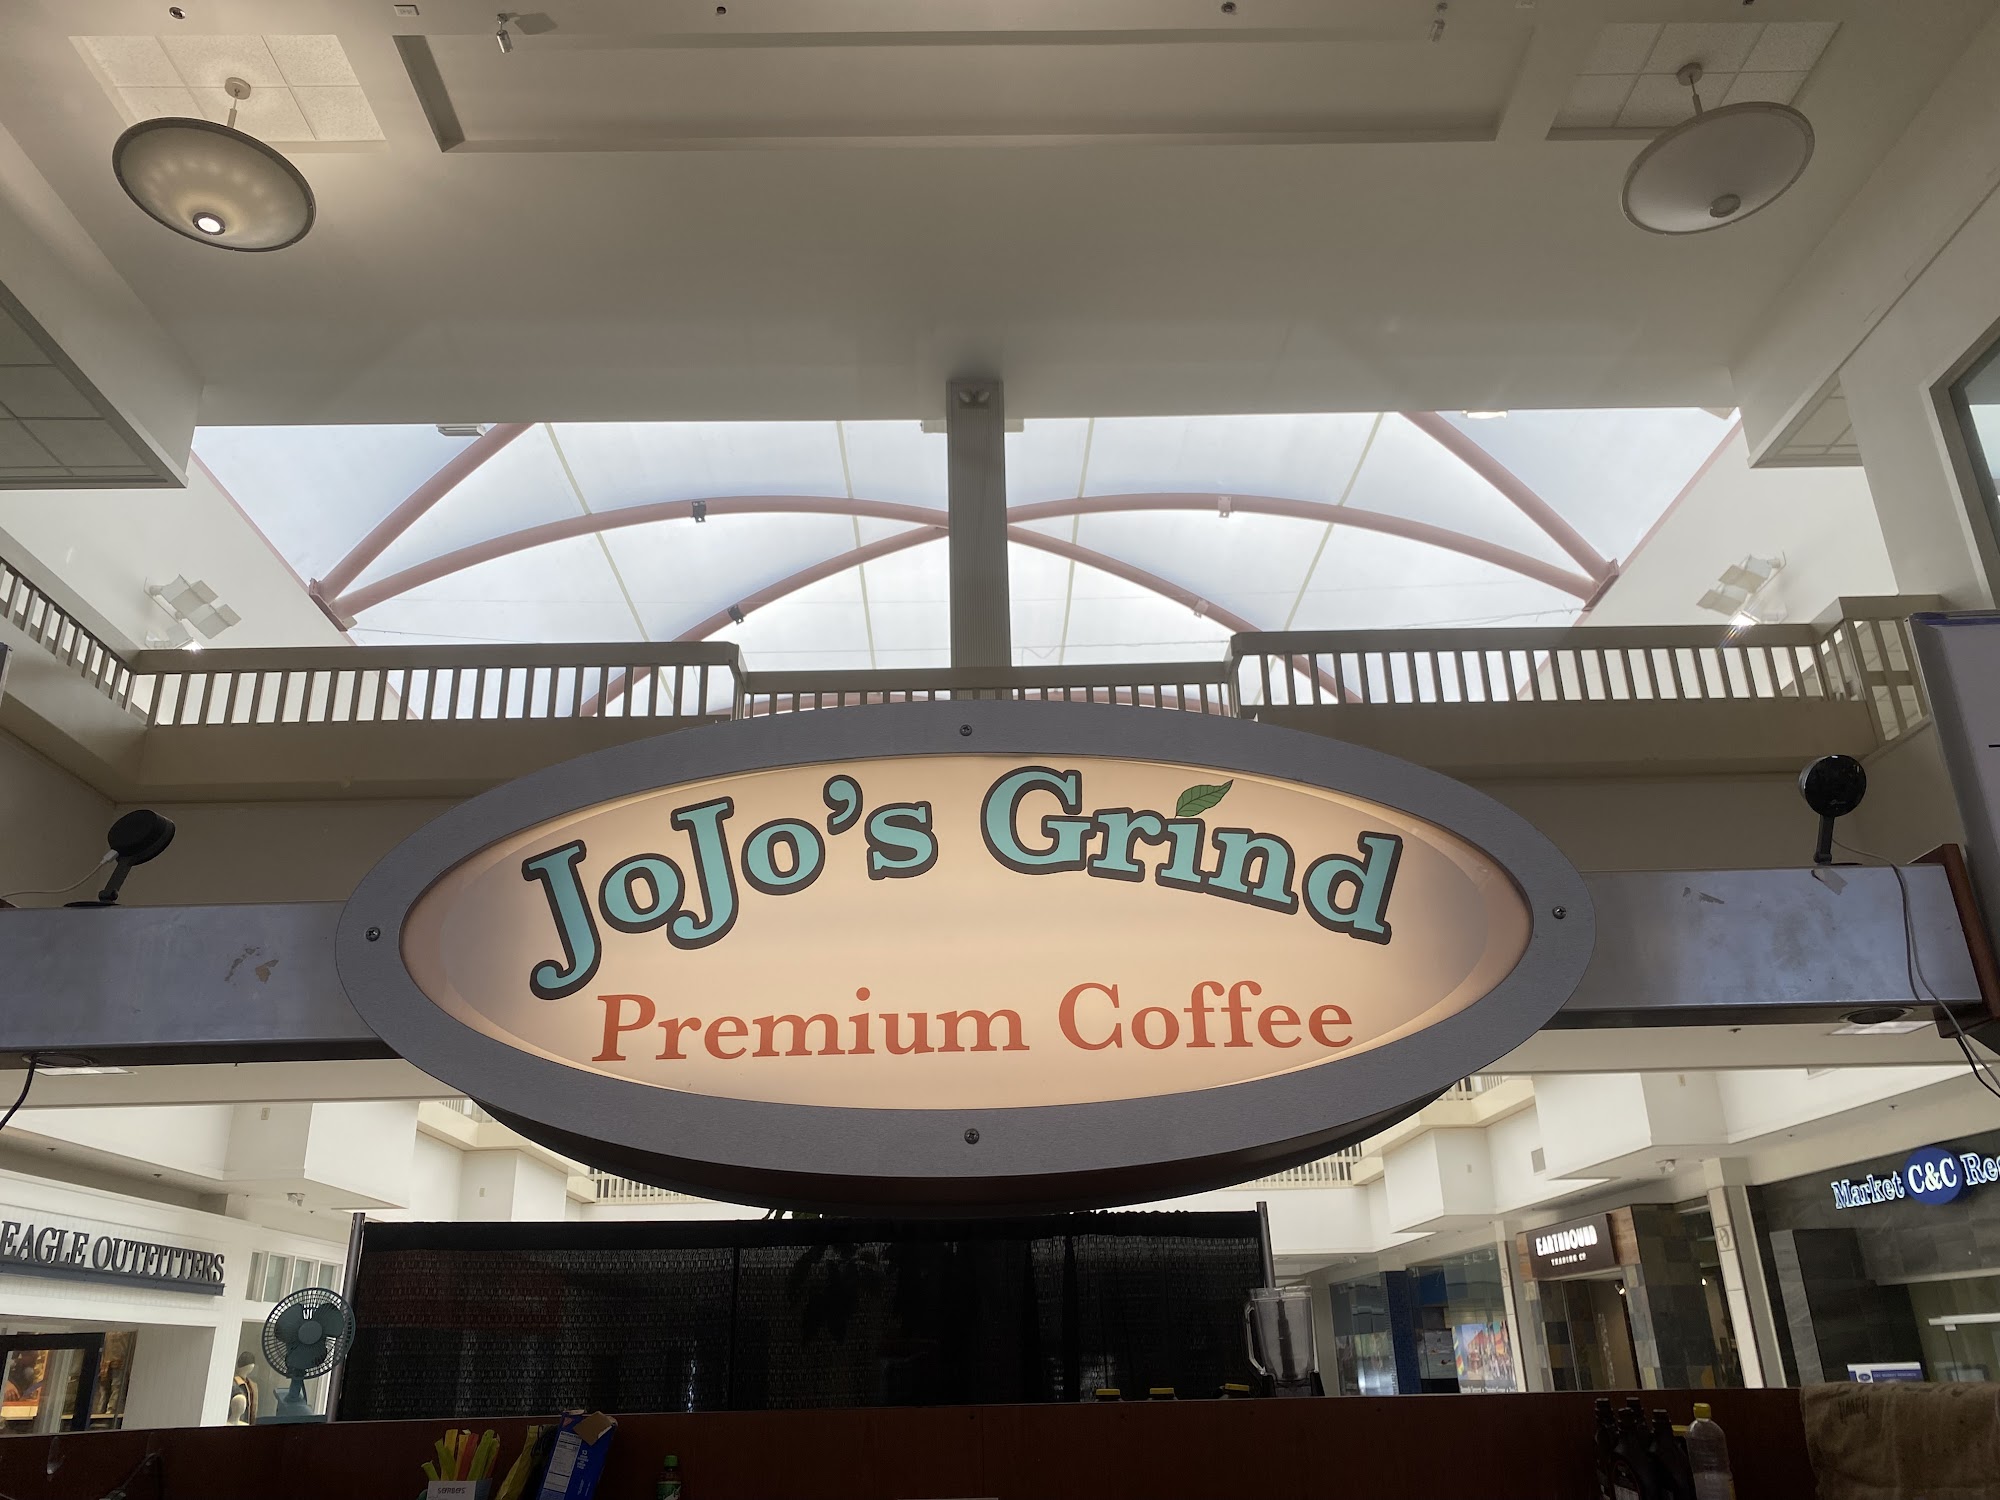 JoJo's Grind
Premium Coffee
EAGLE OUTFITTERS
Market C&C
EARTHBOUND
TRADING CO